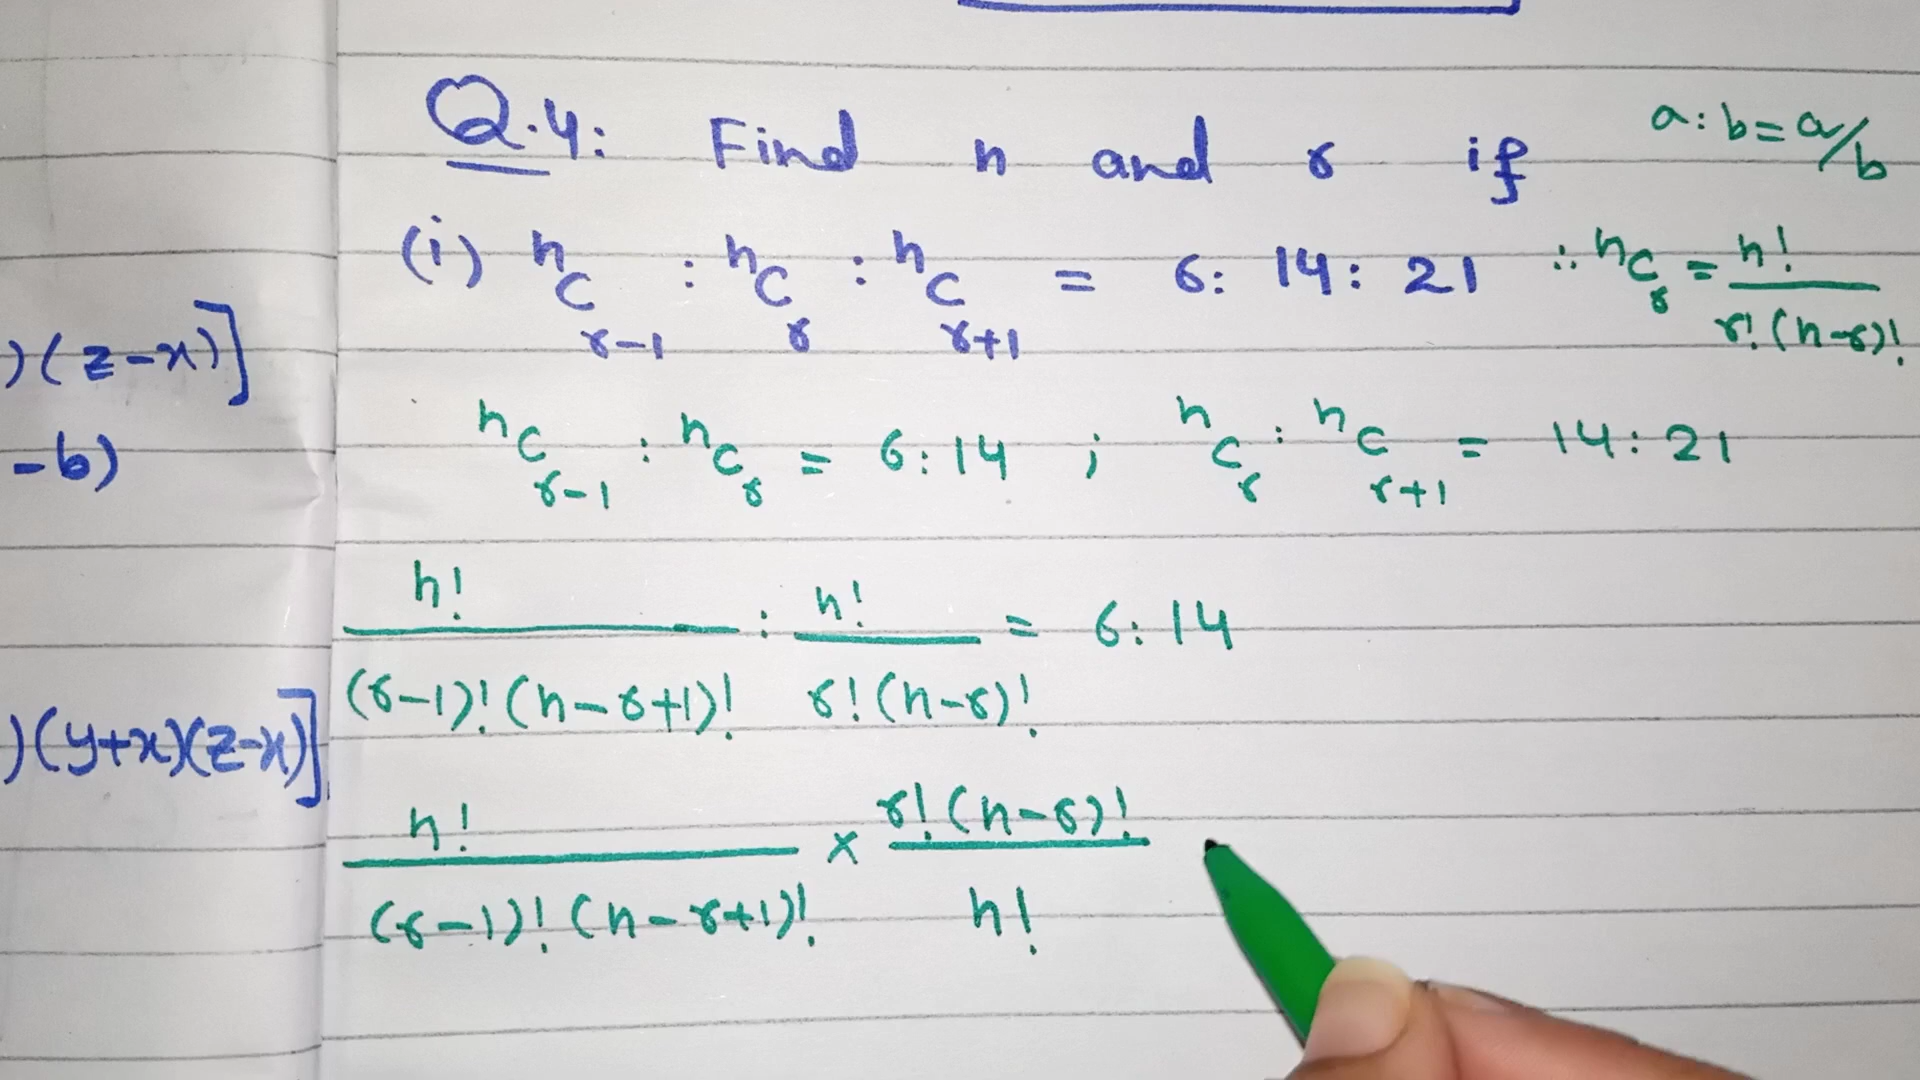 Q.4: Find n and r if
a:b = a/b
(i) nCr-1 : nCr : nCr+1 = 6 : 14 : 21
∴ nCr = n! / r!(n-r)!
)(z-x)]
-b)
nCr-1 : nCr = 6:14 ; nCr : nCr+1 = 14:21
n! / (r-1)!(n-r+1)! : n! / r!(n-r)! = 6:14
)(y+x)(z-x)]
n! / (r-1)!(n-r+1)! × r!(n-r)! / n!